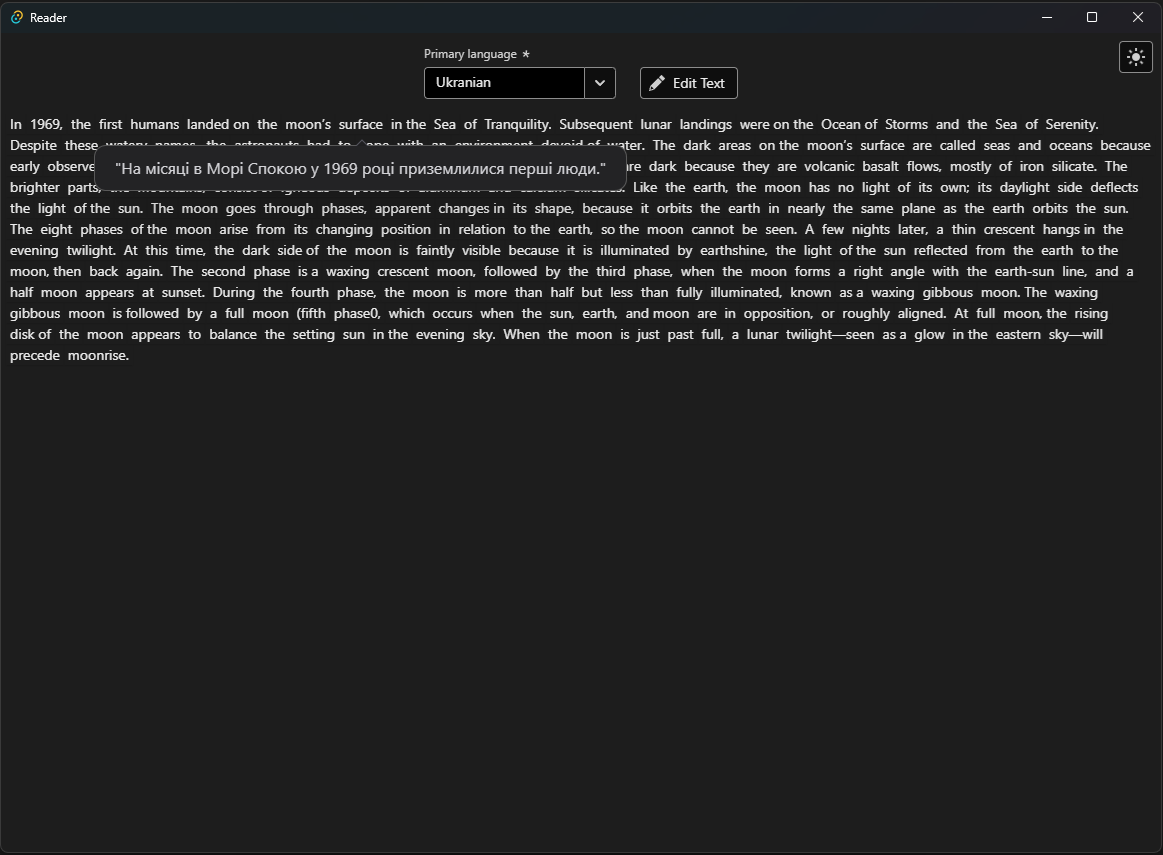 Reader
Primary language *
Ukranian
Edit Text
In 1969, the first humans landed on the moon’s surface in the Sea of Tranquility. Subsequent lunar landings were on the Ocean of Storms and the Sea of Serenity.
Despite these watery names, the astronauts had to cope with an environment devoid of water. The dark areas on the moon’s surface are called seas and oceans because
"На місяці в Морі Спокою у 1969 році приземлилися перші люди."
early observe are dark because they are volcanic basalt flows, mostly of iron silicate. The
brighter parts, the mountains, consist of igneous deposits of aluminum and calcium silicates. Like the earth, the moon has no light of its own; its daylight side deflects
the light of the sun. The moon goes through phases, apparent changes in its shape, because it orbits the earth in nearly the same plane as the earth orbits the sun.
The eight phases of the moon arise from its changing position in relation to the earth, so the moon cannot be seen. A few nights later, a thin crescent hangs in the
evening twilight. At this time, the dark side of the moon is faintly visible because it is illuminated by earthshine, the light of the sun reflected from the earth to the
moon, then back again. The second phase is a waxing crescent moon, followed by the third phase, when the moon forms a right angle with the earth-sun line, and a
half moon appears at sunset. During the fourth phase, the moon is more than half but less than fully illuminated, known as a waxing gibbous moon. The waxing
gibbous moon is followed by a full moon (fifth phase0, which occurs when the sun, earth, and moon are in opposition, or roughly aligned. At full moon, the rising
disk of the moon appears to balance the setting sun in the evening sky. When the moon is just past full, a lunar twilight—seen as a glow in the eastern sky—will
precede moonrise.